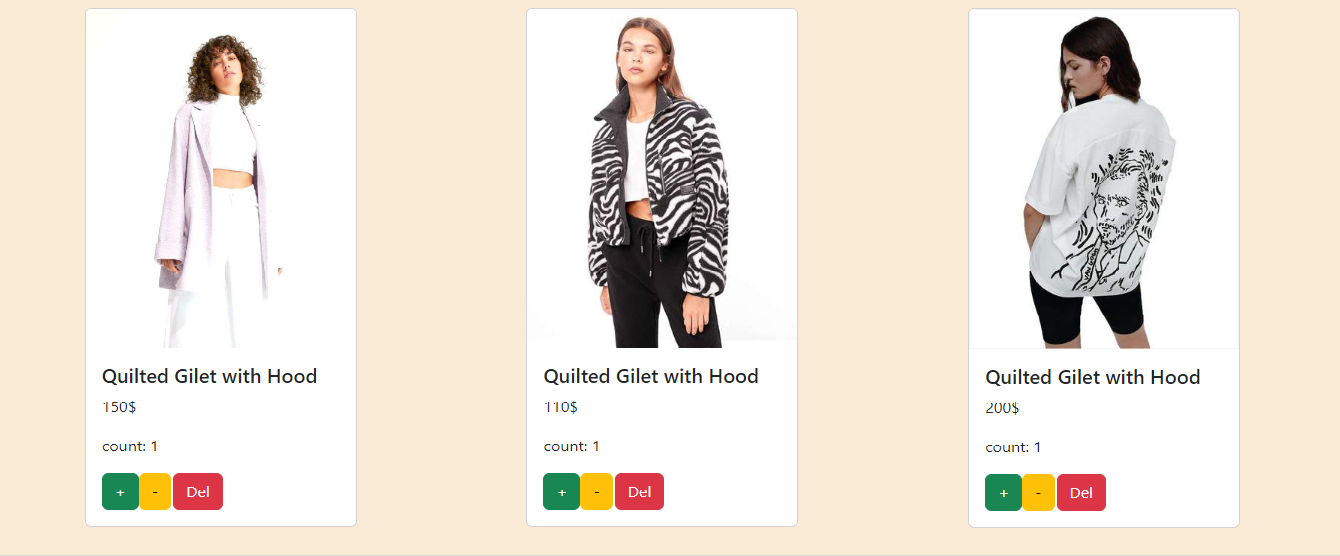 Quilted Gilet with Hood
150$
count: 1
+ - Del
Quilted Gilet with Hood
110$
count: 1
+ - Del
Quilted Gilet with Hood
200$
count: 1
+ - Del